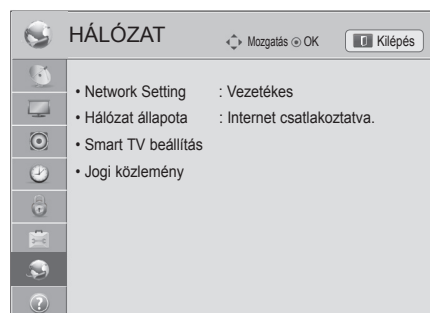 HÁLÓZAT
Mozgatás OK
Kilépés
• Network Setting : Vezetékes
• Hálózat állapota : Internet csatlakoztatva.
• Smart TV beállítás
• Jogi közlemény